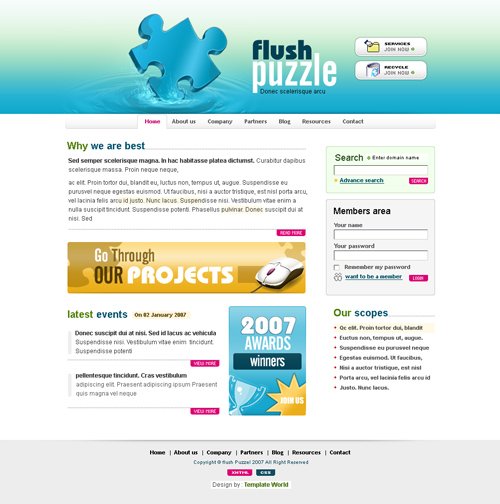 flush
puzzle
Donec scelerisque arcu
SERVICES
JOIN NOW
RECYCLE
JOIN NOW
Home
About us
Company
Partners
Blog
Resources
Contact
Why we are best
Sed semper scelerisque magna. In hac habitasse platea dictumst. Curabitur dapibus
scelerisque massa. Proin neque neque,
ac elit. Proin tortor dui, blandit eu, luctus non, tempus ut, augue. Suspendisse eu
purusvel neque egestas euismod. Ut faucibus, nisi a auctor tristique, est nisl porta arcu,
vel lacinia felis arcu id justo. Nunc lacus. Suspendisse nisi. Vestibulum vitae enim a
nulla suscipit tincidunt. Suspendisse potenti. Phasellus pulvinar. Donec suscipit dui at
nisi. Sed
READ MORE
Go Through
OUR PROJECTS
latest events
On 02 January 2007
Donec suscipit dui at nisi. Sed id lacus ac vehicula
Suspendisse nisi. Vestibulum vitae enim tincidunt.
Suspendisse potenti
VIEW MORE
pellentesque tincidunt. Cras vestibulum
adipiscing elit. Praesent adipiscing ipsum Praesent
quis magna vel neque
VIEW MORE
2007
AWARDS
winners
JOIN US
Search
Enter domain name
Advance search
SEARCH
Members area
Your name
Your password
Remember my password
want to be a member
LOGIN
Our scopes
Qc elit. Proin tortor dui, blandit
Euctus non, tempus ut, augue.
Suspendisse eu purusvel neque
Egestas euismod. Ut faucibus,
Nisi a auctor tristique, est nisl
Porta arcu, vel lacinia felis arcu id
Justo. Nunc lacus.
Home | About us | Company | Partners | Blog | Resources | Contact
Copyright © flush Puzzel 2007 All Right Reserved
XHTML
CSS
Design by : Template World